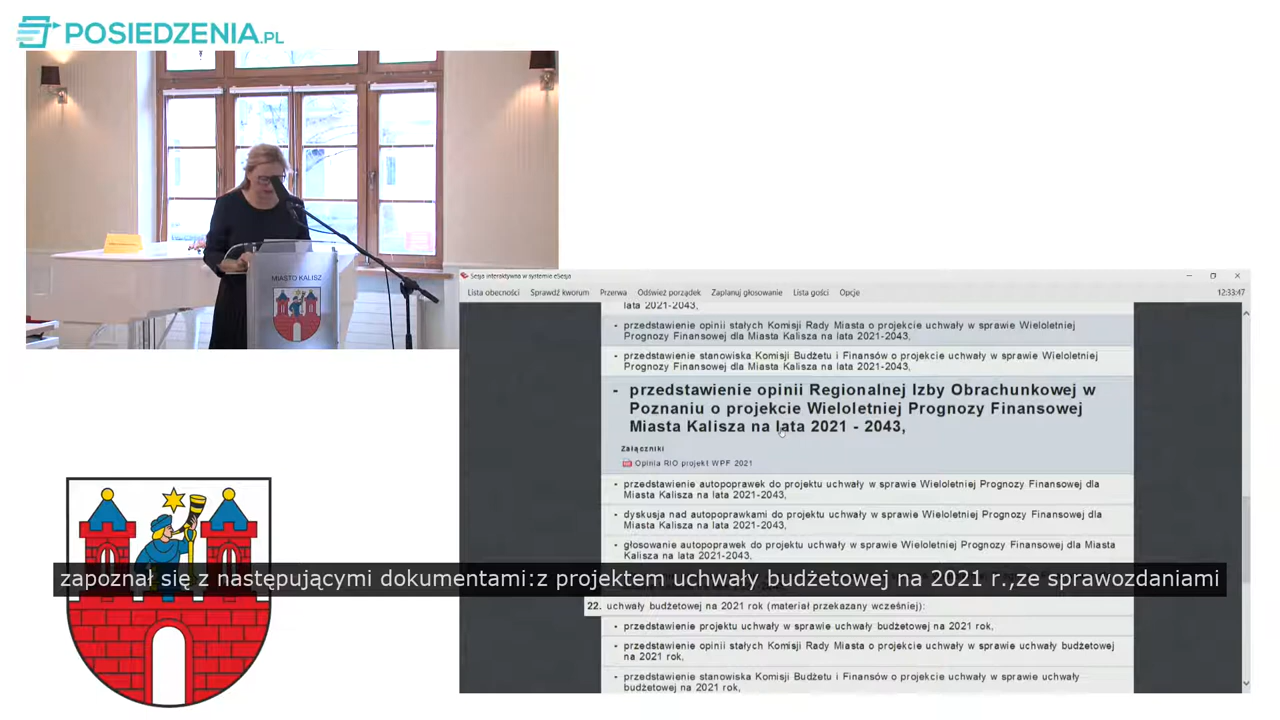 POSIEDZENIA.PL
MIASTO KALISZ
Sesja interaktywna w systemie eSesja
Lista obecności Sprawdź kworum Przerwa Odśwież porządek Zaplanuj głosowanie Lista gości Opcje 12:33:47
lata 2021-2043,
- przedstawienie opinii stałych Komisji Rady Miasta o projekcie uchwały w sprawie Wieloletniej
Prognozy Finansowej dla Miasta Kalisza na lata 2021-2043,
- przedstawienie stanowiska Komisji Budżetu i Finansów o projekcie uchwały w sprawie Wieloletniej
Prognozy Finansowej dla Miasta Kalisza na lata 2021-2043,
- przedstawienie opinii Regionalnej Izby Obrachunkowej w
Poznaniu o projekcie Wieloletniej Prognozy Finansowej
Miasta Kalisza na lata 2021 - 2043,
Załączniki
Opinia RIO projekt WPF 2021
- przedstawienie autopoprawek do projektu uchwały w sprawie Wieloletniej Prognozy Finansowej dla
Miasta Kalisza na lata 2021-2043,
- dyskusja nad autopoprawkami do projektu uchwały w sprawie Wieloletniej Prognozy Finansowej dla
Miasta Kalisza na lata 2021-2043,
- głosowanie autopoprawek do projektu uchwały w sprawie Wieloletniej Prognozy Finansowej dla Miasta
Kalisza na lata 2021-2043,
zapoznał się z następującymi dokumentami:z projektem uchwały budżetowej na 2021 r.,ze sprawozdaniami
22. uchwały budżetowej na 2021 rok (materiał przekazany wcześniej):
- przedstawienie projektu uchwały w sprawie uchwały budżetowej na 2021 rok,
- przedstawienie opinii stałych Komisji Rady Miasta o projekcie uchwały w sprawie uchwały budżetowej
na 2021 rok,
- przedstawienie stanowiska Komisji Budżetu i Finansów o projekcie uchwały w sprawie uchwały
budżetowej na 2021 rok,